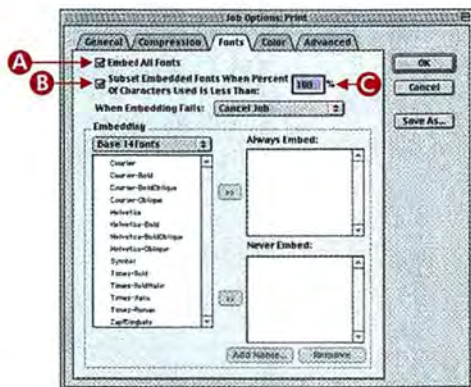 Job Options: Print
General Compression Fonts Color Advanced
A Embed All Fonts
B Subset Embedded Fonts When Percent 100 % C
Of Characters Used Is Less Than:
When Embedding Fails: Cancel Job
Embedding
Base 14 Fonts
Courier
Courier-Bold
Courier-BoldOblique
Courier-Oblique
Helvetica
Helvetica-Bold
Helvetica-BoldOblique
Helvetica-Oblique
Symbol
Times-Bold
Times-BoldItalic
Times-Italic
Times-Roman
ZapfDingbats
>>
>>
Always Embed:
Never Embed:
Add Name... Remove
OK
Cancel
Save As...